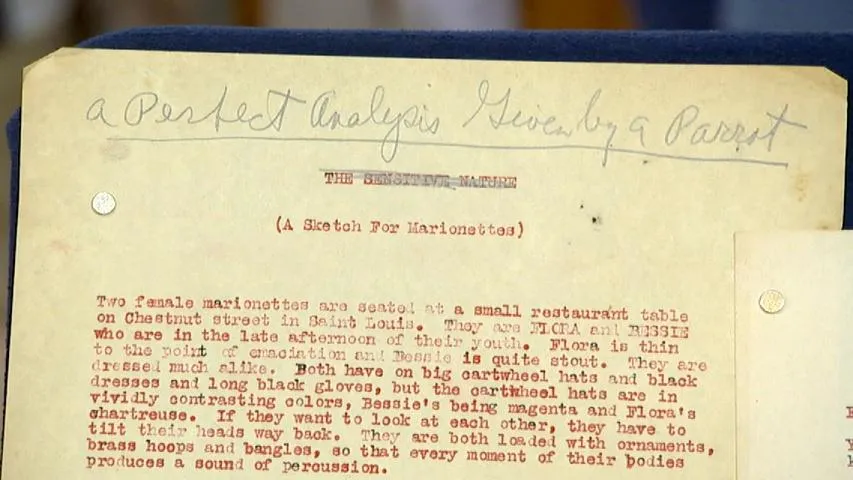 a Perfect Analysis Given by a Parrot
THE SENSITIVE NATURE
(A Sketch For Marionettes)
Two female marionettes are seated at a small restaurant table
on Chestnut street in Saint Louis. They are FLORA and BESSIE
who are in the late afternoon of their youth. Flora is thin
to the point of emaciation and Bessie is quite stout. They are
dressed much alike. Both have on big cartwheel hats and black
dresses and long black gloves, but the cartwheel hats are in
vividly contrasting colors, Bessie's being magenta and Flora's
chartreuse. If they want to look at each other, they have to
tilt their heads way back. They are both loaded with ornaments,
brass hoops and bangles, so that every moment of their bodies
produces a sound of percussion.